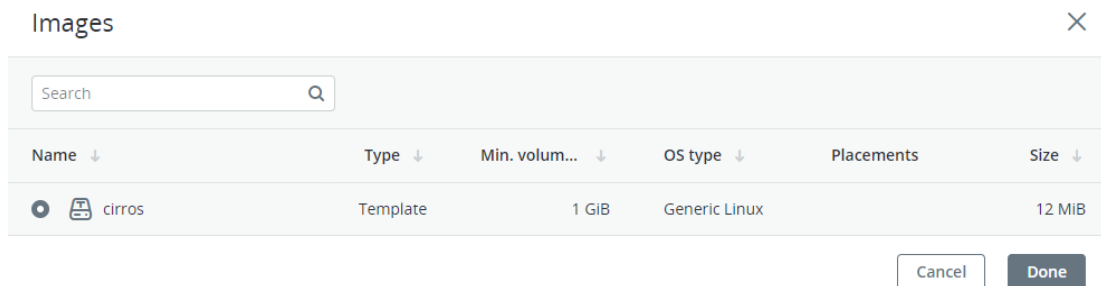 Images
Search
Name Type Min. volum... OS type Placements Size
cirros Template 1 GiB Generic Linux 12 MiB
Cancel Done